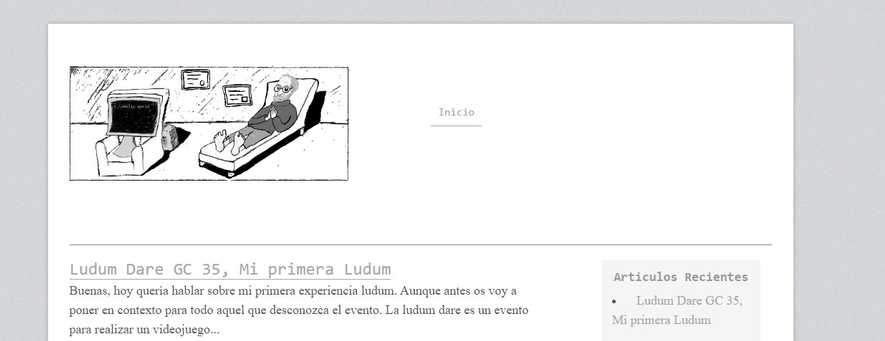 Inicio
Ludum Dare GC 35, Mi primera Ludum
Buenas, hoy queria hablar sobre mi primera experiencia ludum. Aunque antes os voy a
poner en contexto para todo aquel que desconozca el evento. La ludum dare es un evento
para realizar un videojuego...
Articulos Recientes
Ludum Dare GC 35,
Mi primera Ludum